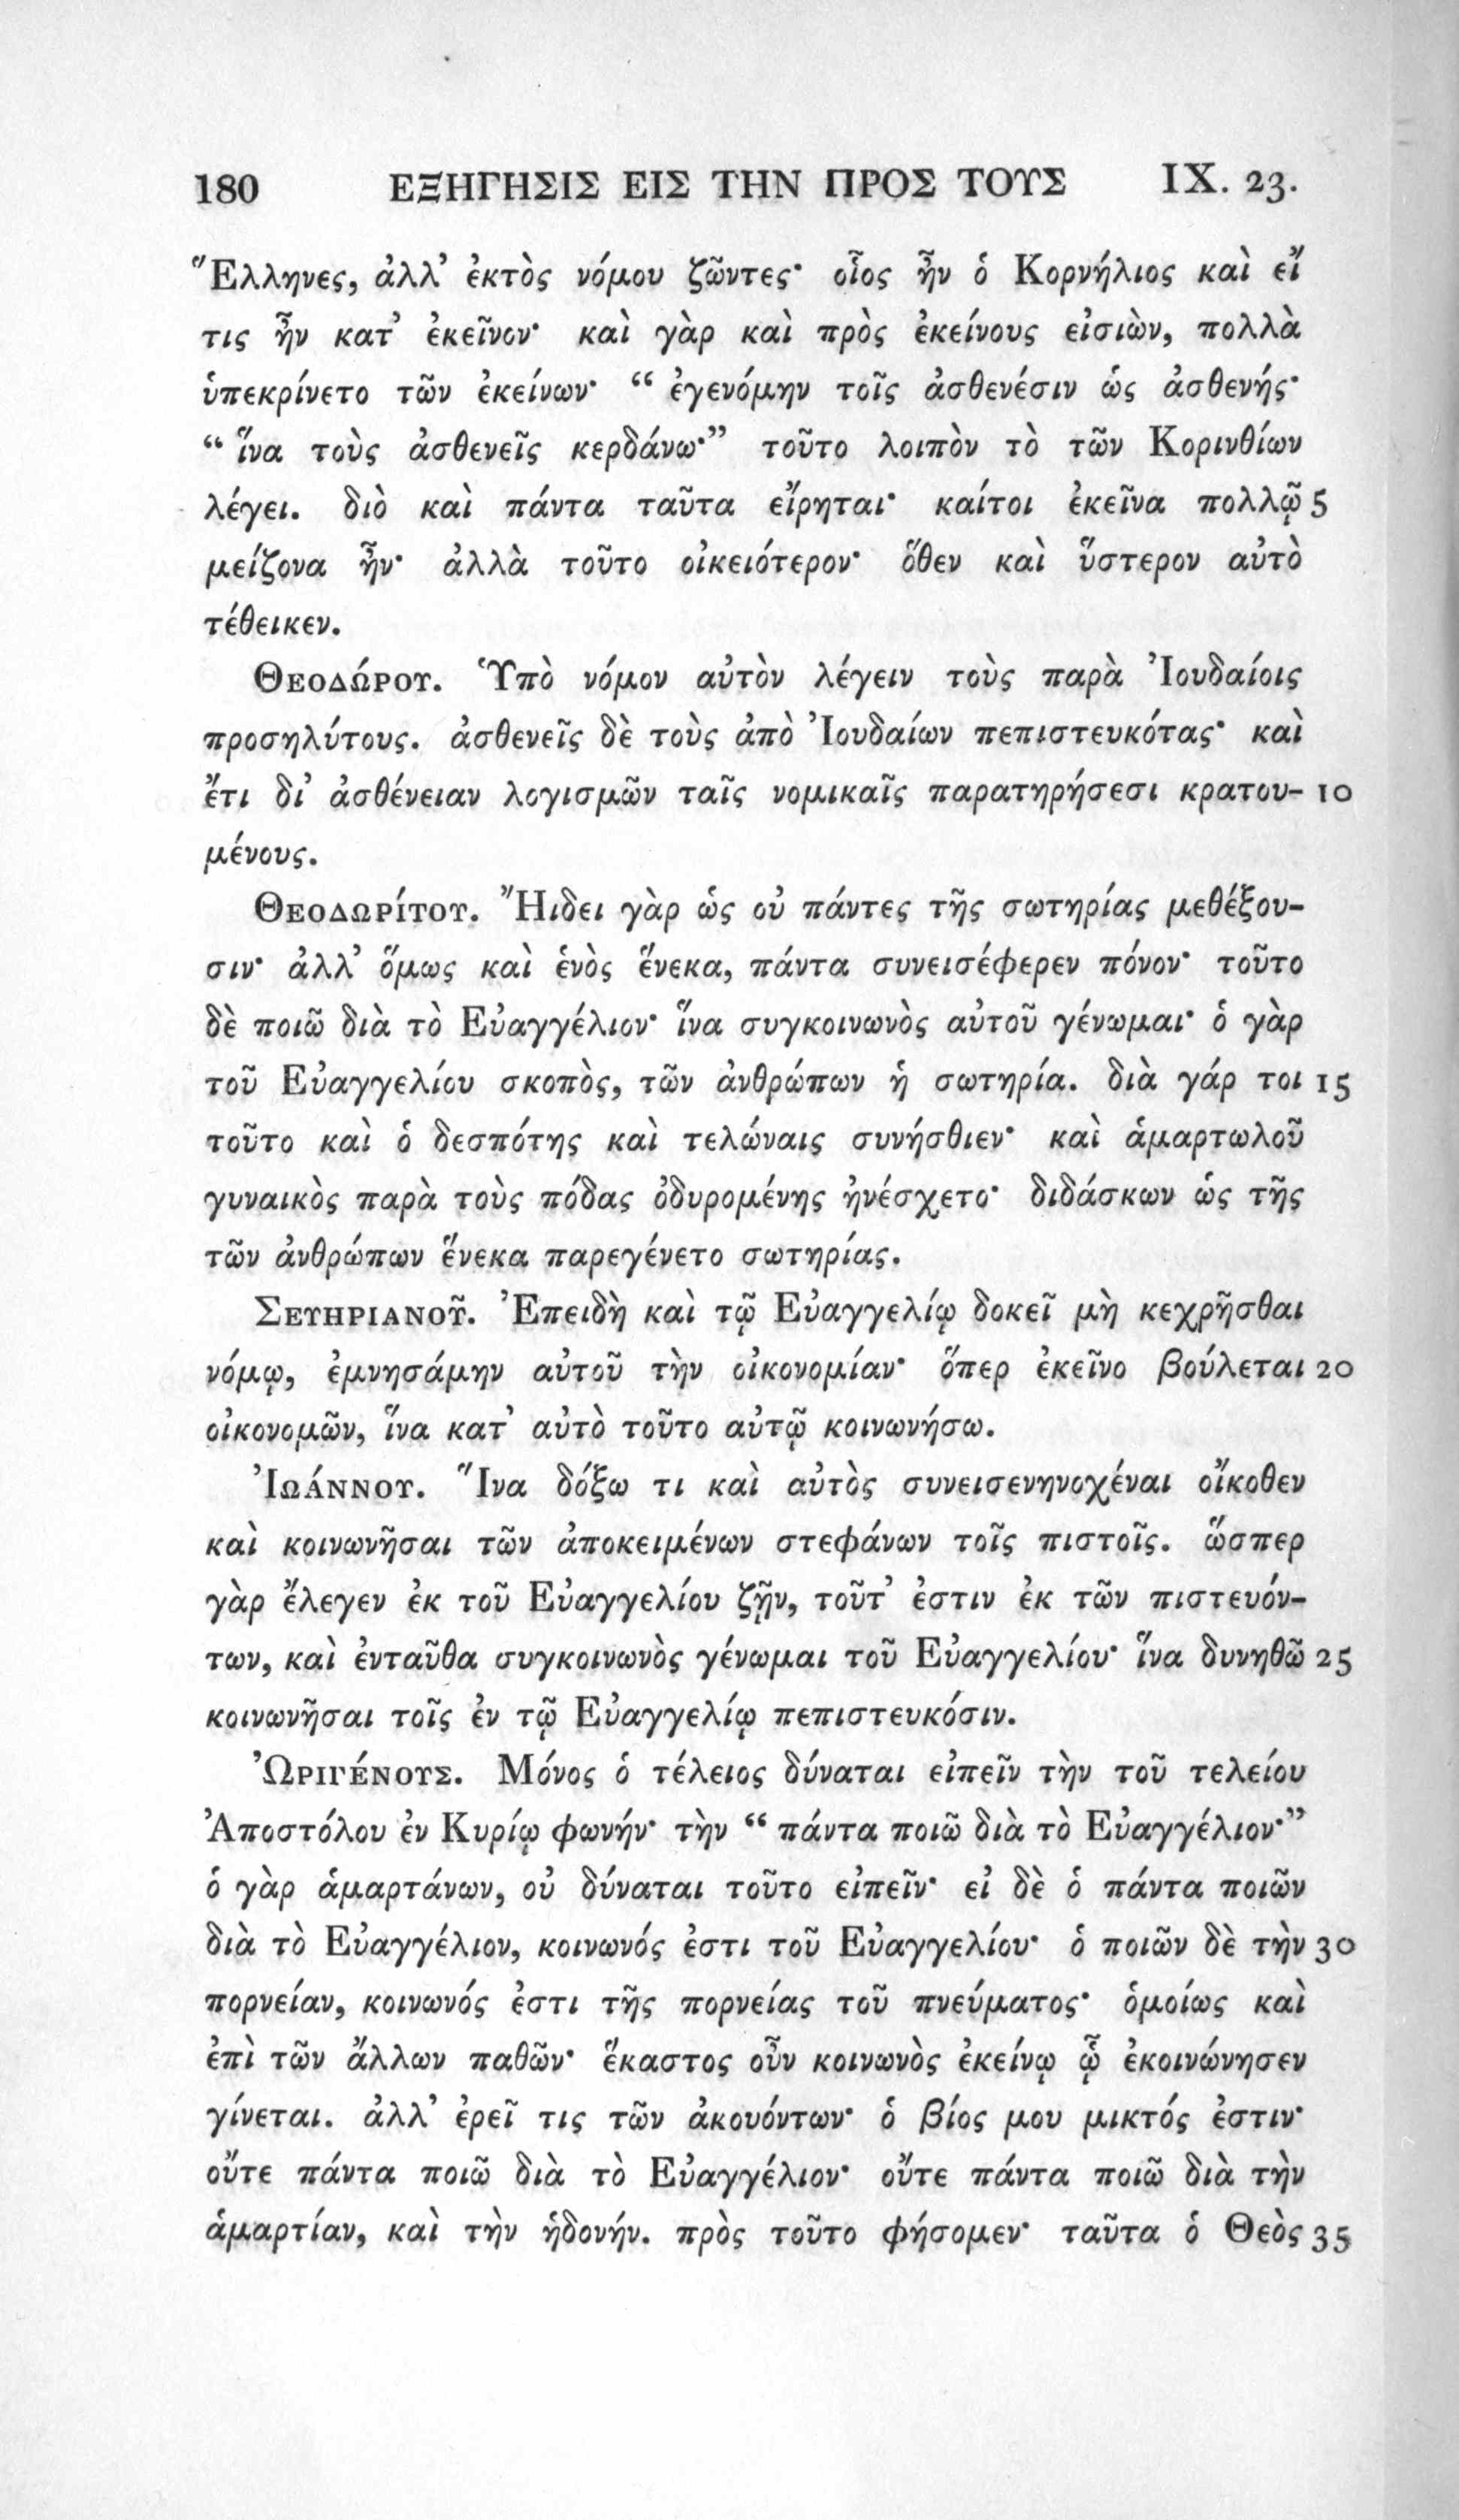 180 ΕΞΗΓΗΣΙΣ ΕΙΣ ΤΗΝ ΠΡΟΣ ΤΟΥΣ IX. 23.
Ἕλληνες, ἀλλ’ ἐκτὸς νόμου ζῶντες· οἷος ἦν ὁ Κορνήλιος καὶ εἴ
τις ἦν κατ’ ἐκεῖνον· καὶ γὰρ καὶ πρὸς ἐκείνους εἰσιὼν, πολλὰ
ὑπεκρίνετο τῶν ἐκείνων· “ ἐγενόμην τοῖς ἀσθενέσιν ὡς ἀσθενής·
“ ἵνα τοὺς ἀσθενεῖς κερδάνω·” τοῦτο λοιπὸν τὸ τῶν Κορινθίων
λέγει. διὸ καὶ πάντα ταῦτα εἴρηται· καίτοι ἐκεῖνα πολλῷ 5
μείζονα ἦν· ἀλλὰ τοῦτο οἰκειότερον· ὅθεν καὶ ὕστερον αὐτὸ
τέθεικεν.
Θεοδώρου. Ὑπὸ νόμον αὐτὸν λέγειν τοὺς παρὰ Ἰουδαίοις
προσηλύτους. ἀσθενεῖς δὲ τοὺς ἀπὸ Ἰουδαίων πεπιστευκότας· καὶ
ἔτι δι’ ἀσθένειαν λογισμῶν ταῖς νομικαῖς παρατηρήσεσι κρατου- 10
μένους.
Θεοδωρίτου. Ἤιδει γὰρ ὡς οὐ πάντες τῆς σωτηρίας μεθέξου-
σιν· ἀλλ’ ὅμως καὶ ἑνὸς ἕνεκα, πάντα συνεισέφερεν πόνον· τοῦτο
δὲ ποιῶ διὰ τὸ Εὐαγγέλιον· ἵνα συγκοινωνὸς αὐτοῦ γένωμαι· ὁ γὰρ
τοῦ Εὐαγγελίου σκοπὸς, τῶν ἀνθρώπων ἡ σωτηρία. διὰ γάρ τοι 15
τοῦτο καὶ ὁ δεσπότης καὶ τελώναις συνήσθιεν· καὶ ἁμαρτωλοῦ
γυναικὸς παρὰ τοὺς πόδας ὀδυρομένης ἠνέσχετο· διδάσκων ὡς τῆς
τῶν ἀνθρώπων ἕνεκα παρεγένετο σωτηρίας.
Σευηριανοῦ. Ἐπειδὴ καὶ τῷ Εὐαγγελίῳ δοκεῖ μὴ κεχρῆσθαι
νόμῳ, ἐμνησάμην αὐτοῦ τὴν οἰκονομίαν· ὅπερ ἐκεῖνο βούλεται 20
οἰκονομῶν, ἵνα κατ’ αὐτὸ τοῦτο αὐτῷ κοινωνήσω.
Ἰωάννου. Ἵνα δόξω τι καὶ αὐτὸς συνεισενηνοχέναι οἴκοθεν
καὶ κοινωνῆσαι τῶν ἀποκειμένων στεφάνων τοῖς πιστοῖς. ὥσπερ
γὰρ ἔλεγεν ἐκ τοῦ Εὐαγγελίου ζῇν, τοῦτ’ ἐστιν ἐκ τῶν πιστευόν-
των, καὶ ἐνταῦθα συγκοινωνὸς γένωμαι τοῦ Εὐαγγελίου· ἵνα δυνηθῶ 25
κοινωνῆσαι τοῖς ἐν τῷ Εὐαγγελίῳ πεπιστευκόσιν.
Ὠριγένους. Μόνος ὁ τέλειος δύναται εἰπεῖν τὴν τοῦ τελείου
Ἀποστόλου ἐν Κυρίῳ φωνήν· τὴν “ πάντα ποιῶ διὰ τὸ Εὐαγγέλιον·”
ὁ γὰρ ἁμαρτάνων, οὐ δύναται τοῦτο εἰπεῖν· εἰ δὲ ὁ πάντα ποιῶν
διὰ τὸ Εὐαγγέλιον, κοινωνός ἐστι τοῦ Εὐαγγελίου· ὁ ποιῶν δὲ τὴν 30
πορνείαν, κοινωνός ἐστι τῆς πορνείας τοῦ πνεύματος· ὁμοίως καὶ
ἐπὶ τῶν ἄλλων παθῶν· ἕκαστος οὖν κοινωνὸς ἐκείνῳ ᾧ ἐκοινώνησεν
γίνεται. ἀλλ’ ἐρεῖ τις τῶν ἀκουόντων· ὁ βίος μου μικτός ἐστιν·
οὔτε πάντα ποιῶ διὰ τὸ Εὐαγγέλιον· οὔτε πάντα ποιῶ διὰ τὴν
ἁμαρτίαν, καὶ τὴν ἡδονήν. πρὸς τοῦτο φήσομεν· ταῦτα ὁ Θεὸς 35